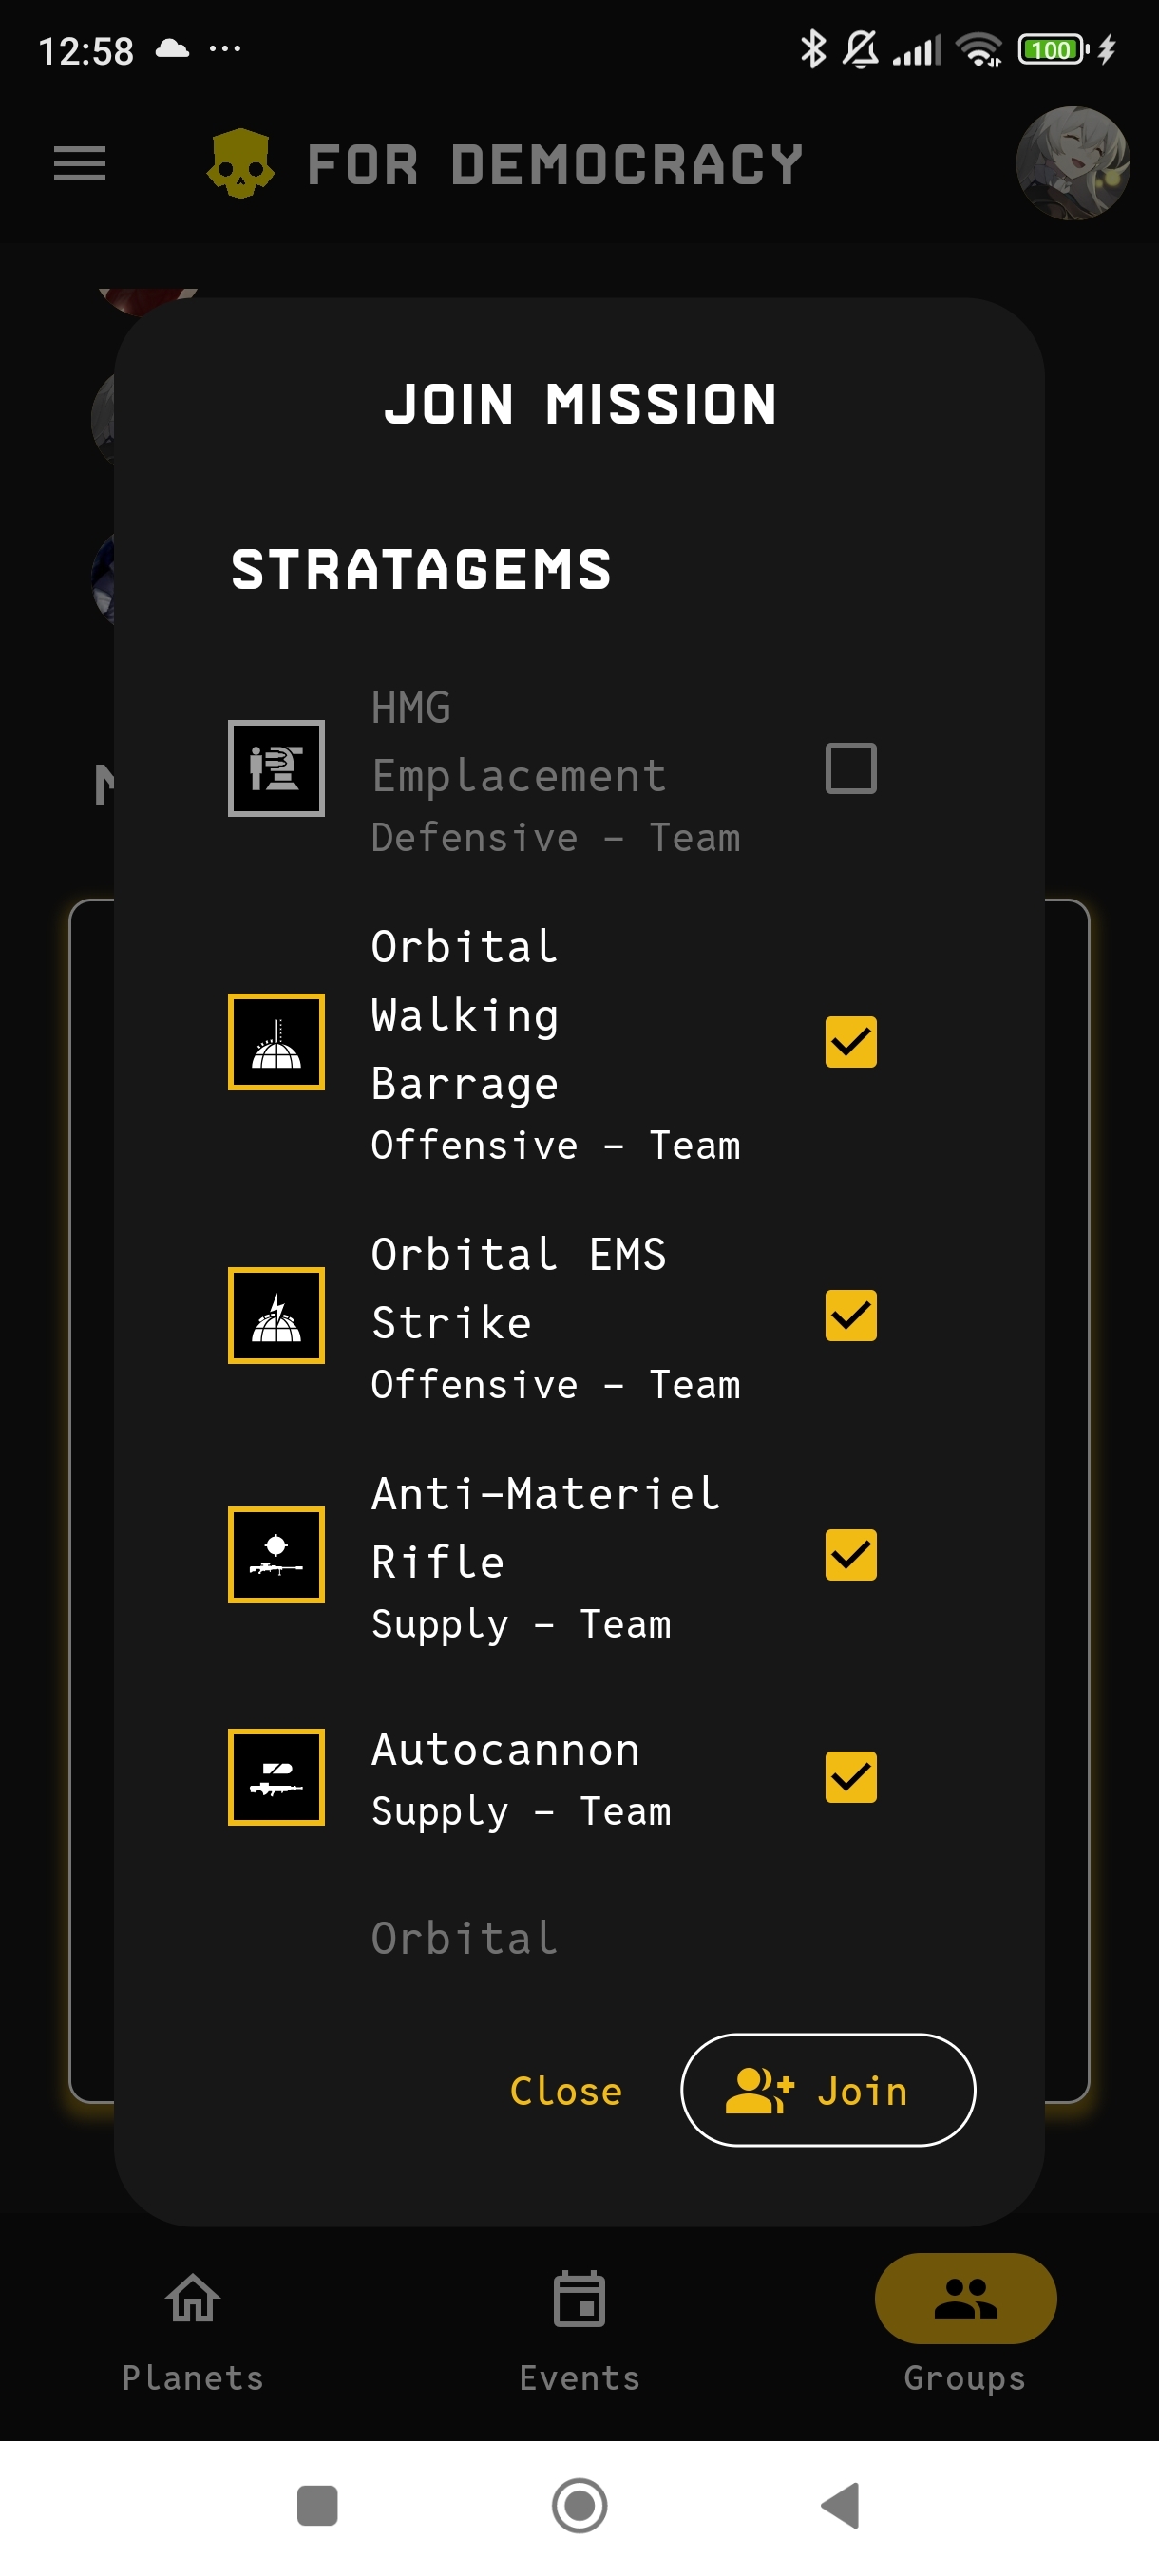 12:58
100
FOR DEMOCRACY
JOIN MISSION
STRATAGEMS
HMG
Emplacement
Defensive - Team
Orbital
Walking
Barrage
Offensive - Team
Orbital EMS
Strike
Offensive - Team
Anti-Materiel
Rifle
Supply - Team
Autocannon
Supply - Team
Orbital
Close
Join
Planets
Events
Groups